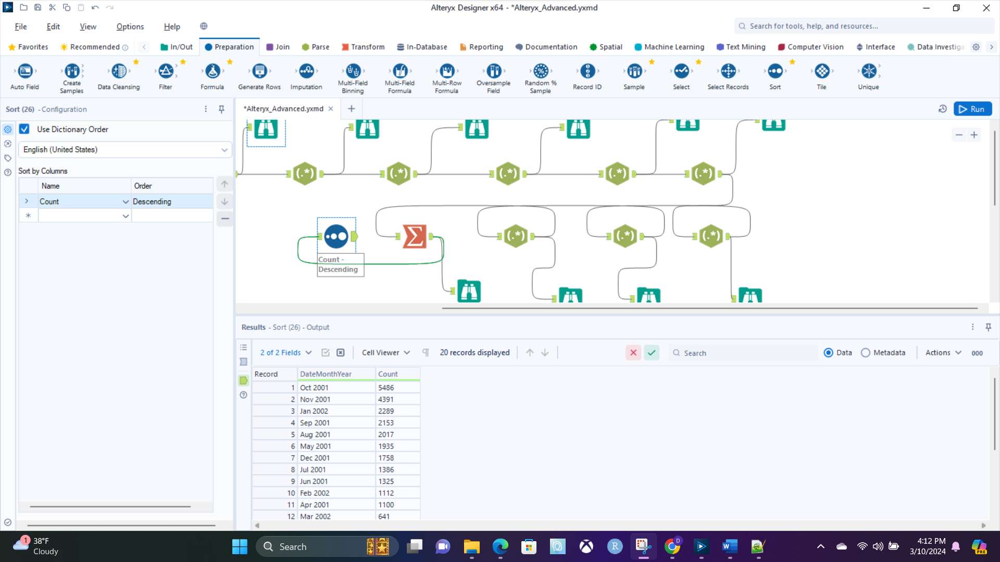 Alteryx Designer x64 - *Alteryx_Advanced.yxmd
File Edit View Options Help
Search for tools, help, and resources...
Favorites Recommended In/Out Preparation Join Parse Transform In-Database Reporting Documentation Spatial Machine Learning Text Mining Computer Vision Interface Data Investiga
Auto Field
Create
Samples
Data Cleansing
Filter
Formula
Generate Rows
Imputation
Multi-Field
Binning
Multi-Field
Formula
Multi-Row
Formula
Oversample
Field
Random %
Sample
Record ID
Sample
Select
Select Records
Sort
Tile
Unique
Sort (26) - Configuration
*Alteryx_Advanced.yxmd
Run
Use Dictionary Order
English (United States)
Sort by Columns
Name Order
Count Descending
*
(.*) (.*) (.*) (.*) (.*)
Σ (.*) (.*) (.*)
Count -
Descending
Results - Sort (26) - Output
2 of 2 Fields Cell Viewer 20 records displayed Search Data Metadata Actions 000
Record DateMonthYear Count
1 Oct 2001 5486
2 Nov 2001 4391
3 Jan 2002 2289
4 Sep 2001 2153
5 Aug 2001 2017
6 May 2001 1935
7 Dec 2001 1758
8 Jul 2001 1386
9 Jun 2001 1325
10 Feb 2002 1112
11 Apr 2001 1100
12 Mar 2002 641
1
38°F
Cloudy
Search
R
D
W
4:12 PM
3/10/2024
PRE